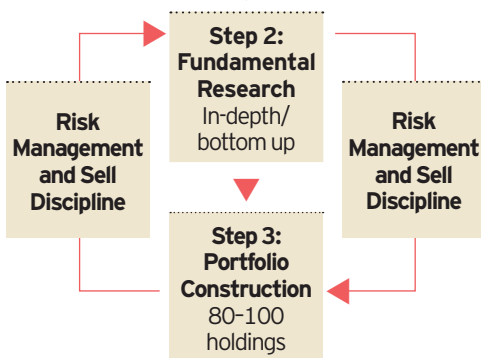 Step 2:
Fundamental
Research
In-depth/
bottom up
Risk
Management
and Sell
Discipline
Risk
Management
and Sell
Discipline
Step 3:
Portfolio
Construction
80–100
holdings